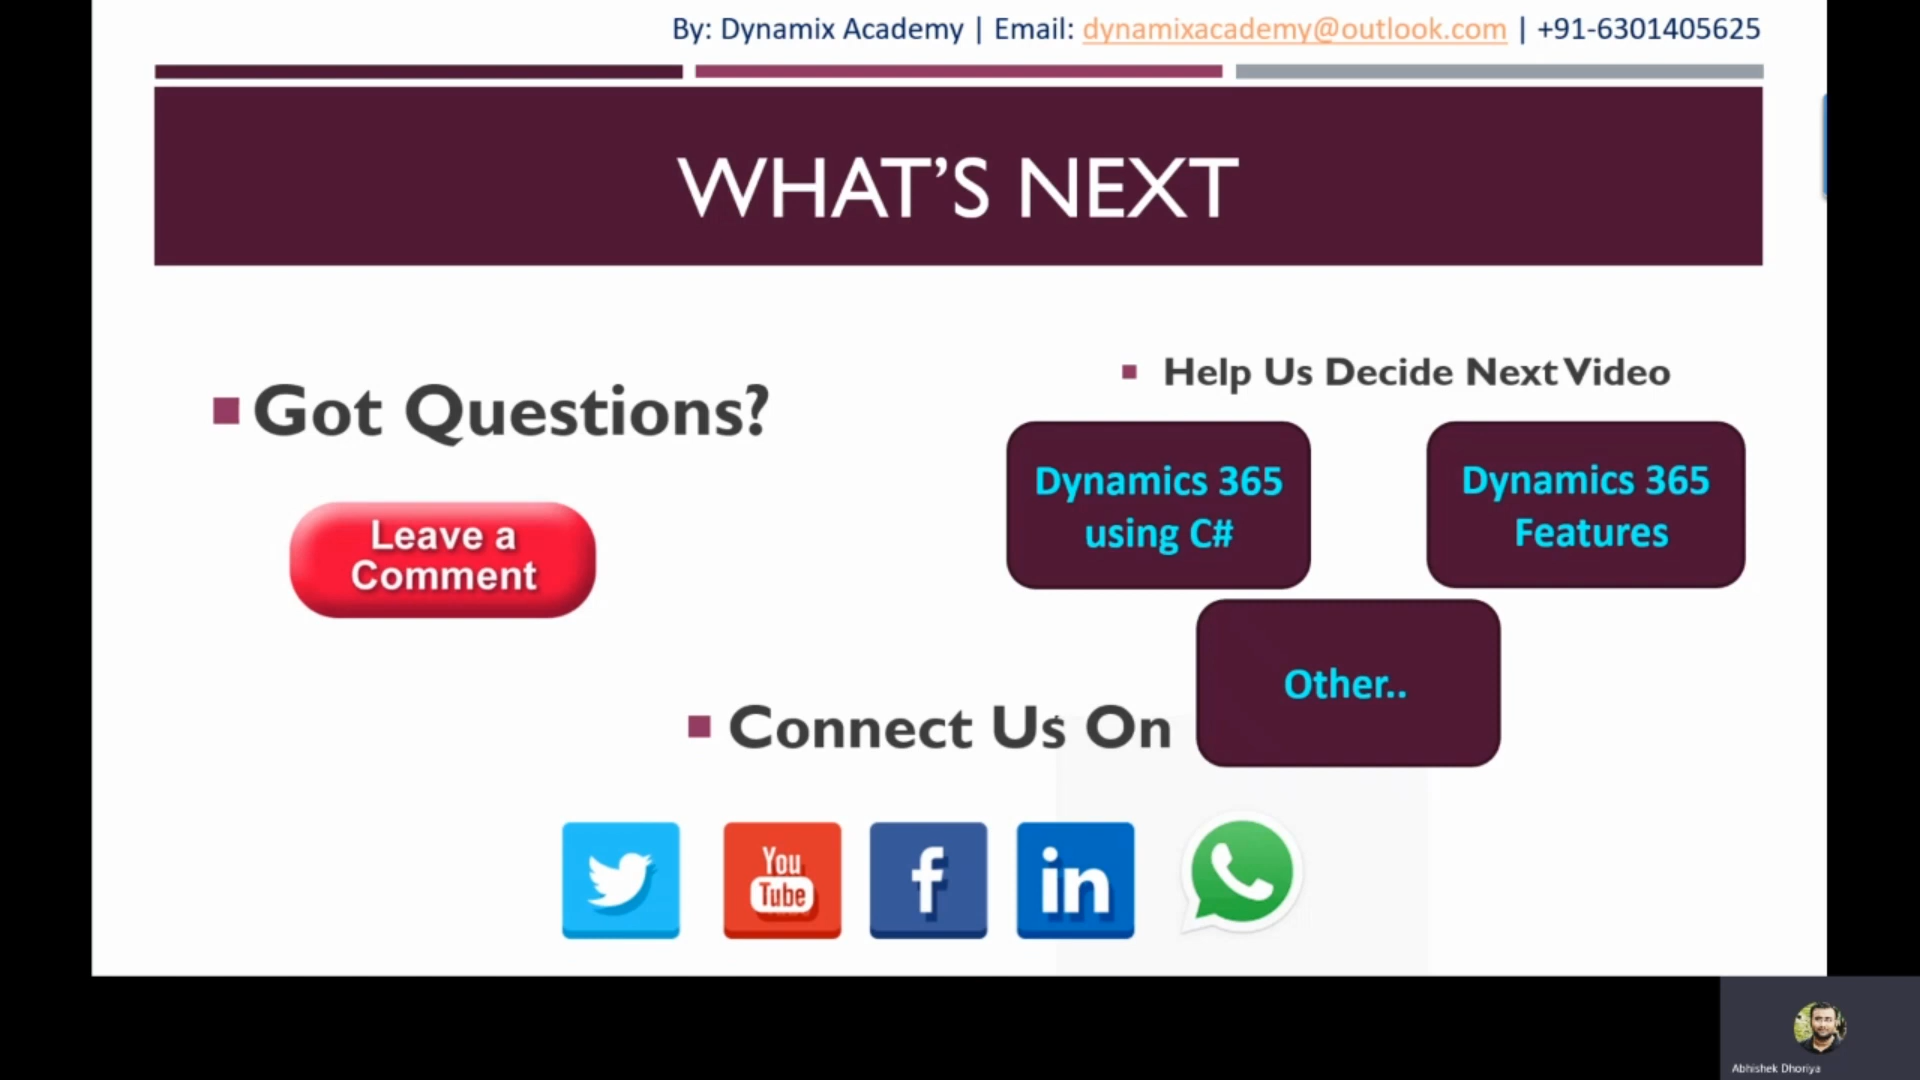 By: Dynamix Academy | Email: dynamixacademy@outlook.com | +91-6301405625
WHAT'S NEXT
Got Questions?
Leave a
Comment
Help Us Decide Next Video
Dynamics 365
using C#
Dynamics 365
Features
Other..
Connect Us On
You
Tube
f
in
Abhishek Dhoriya